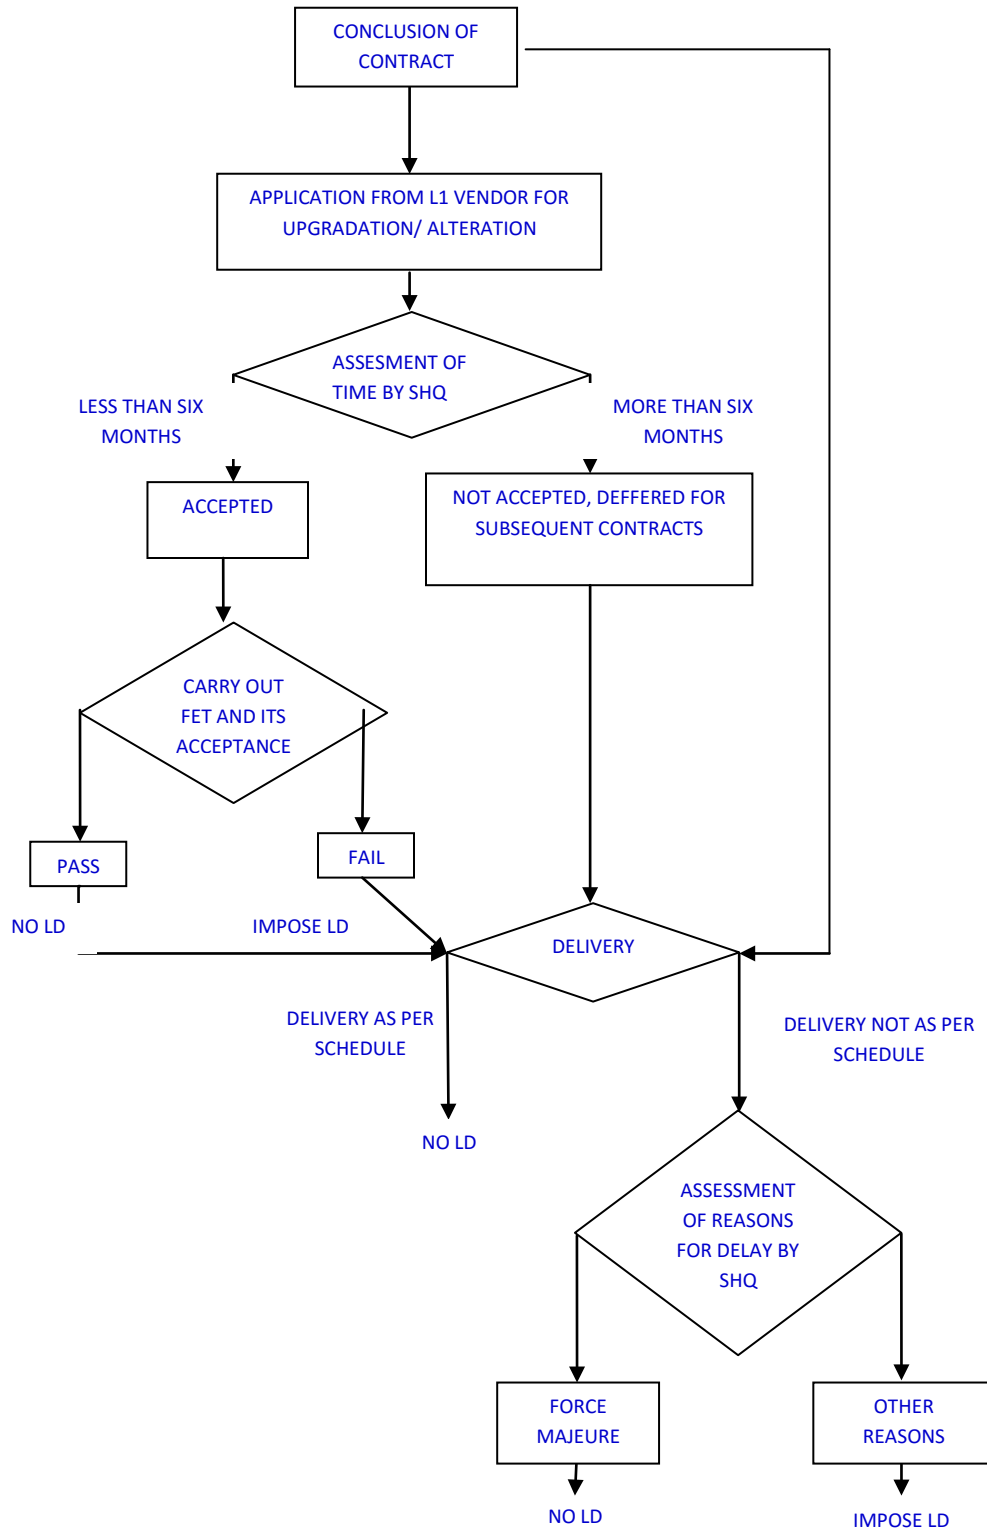 CONCLUSION OF
CONTRACT
APPLICATION FROM L1 VENDOR FOR
UPGRADATION/ ALTERATION
ASSESMENT OF
TIME BY SHQ
LESS THAN SIX
MONTHS
MORE THAN SIX
MONTHS
ACCEPTED
NOT ACCEPTED, DEFFERED FOR
SUBSEQUENT CONTRACTS
CARRY OUT
FET AND ITS
ACCEPTANCE
PASS
FAIL
NO LD
IMPOSE LD
DELIVERY
DELIVERY AS PER
SCHEDULE
DELIVERY NOT AS PER
SCHEDULE
NO LD
ASSESSMENT
OF REASONS
FOR DELAY BY
SHQ
FORCE
MAJEURE
OTHER
REASONS
NO LD
IMPOSE LD